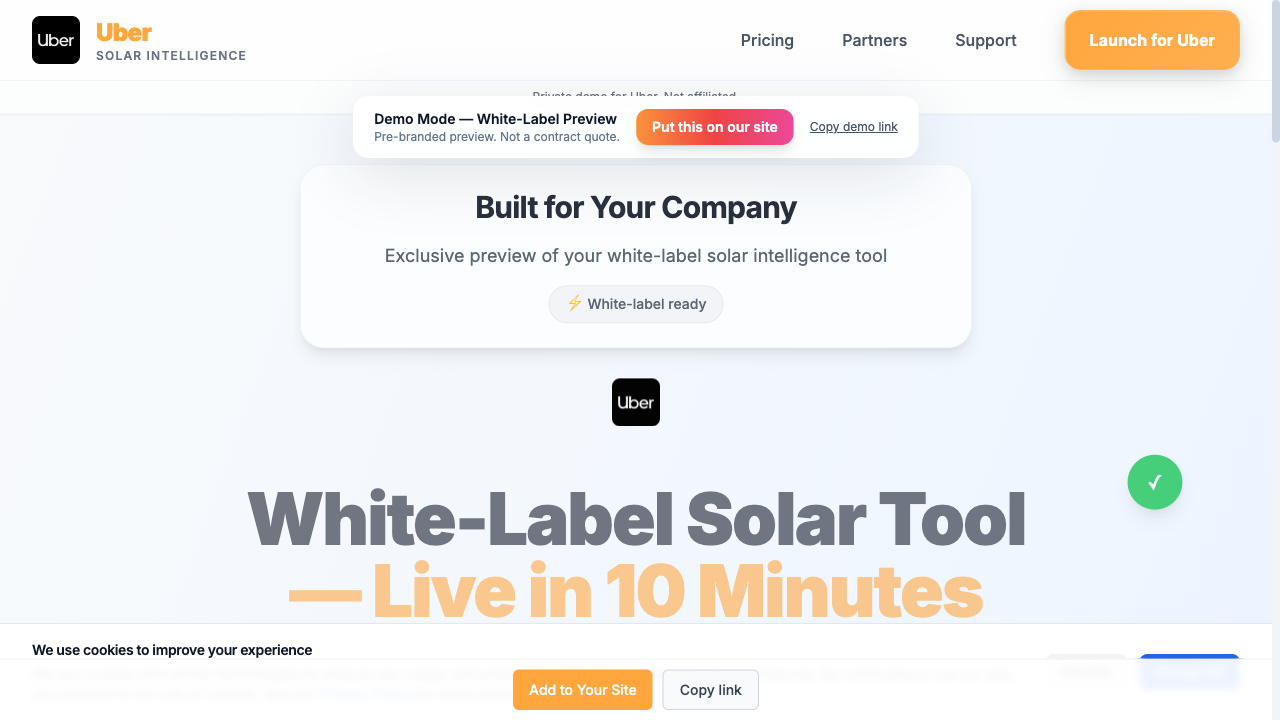 Uber
Uber
SOLAR INTELLIGENCE
Pricing
Partners
Support
Launch for Uber
Private demo for Uber. Not affiliated
Demo Mode — White-Label Preview
Pre-branded preview. Not a contract quote.
Put this on our site
Copy demo link
Built for Your Company
Exclusive preview of your white-label solar intelligence tool
⚡ White-label ready
Uber
White-Label Solar Tool
— Live in 10 Minutes
We use cookies to improve your experience
Add to Your Site
Copy link